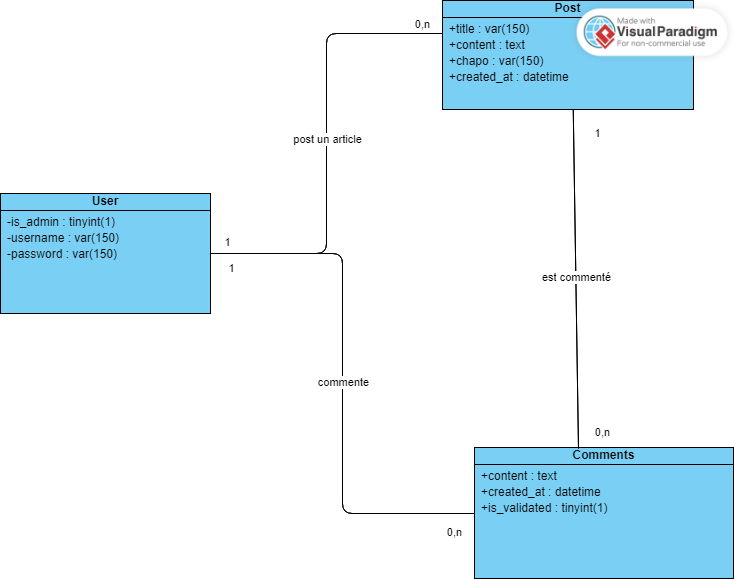 Post
+title : var(150)
+content : text
+chapo : var(150)
+created_at : datetime
Made with
VisualParadigm
For non-commercial use
0,n
1
post un article
User
-is_admin : tinyint(1)
-username : var(150)
-password : var(150)
1
1
est commenté
commente
0,n
Comments
+content : text
+created_at : datetime
+is_validated : tinyint(1)
0,n